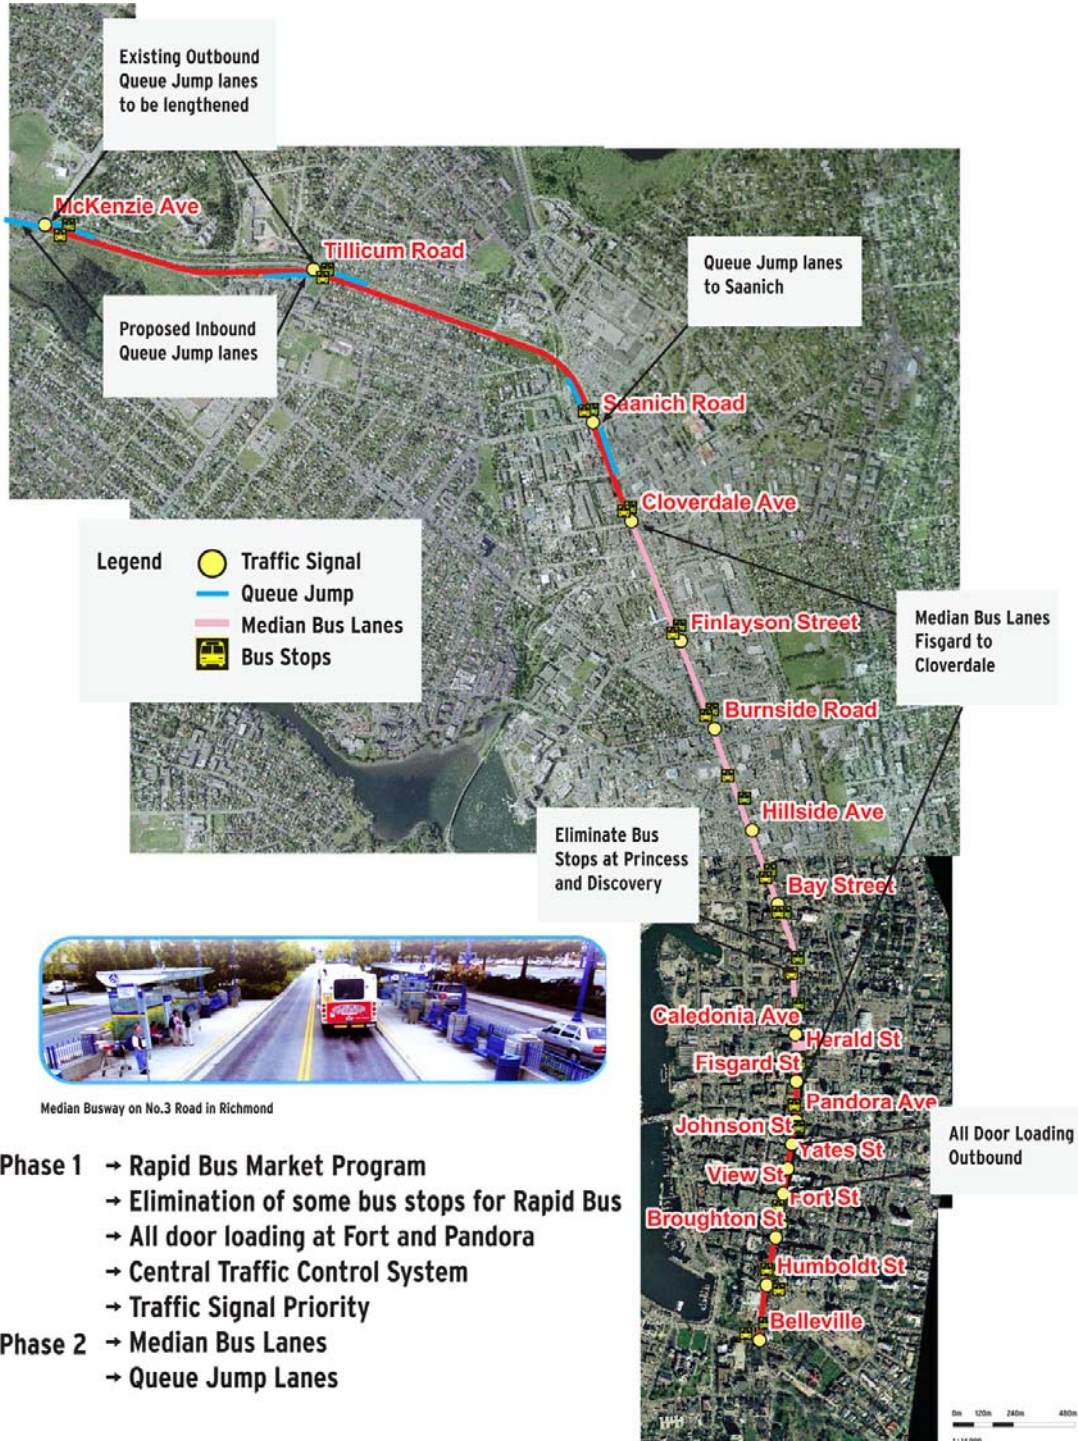 Existing Outbound
Queue Jump lanes
to be lengthened
McKenzie Ave
Tillicum Road
Queue Jump lanes
to Saanich
Proposed Inbound
Queue Jump lanes
Saanich Road
Cloverdale Ave
Legend
Traffic Signal
Queue Jump
Median Bus Lanes
Bus Stops
Finlayson Street
Median Bus Lanes
Fisgard to
Cloverdale
Burnside Road
Hillside Ave
Eliminate Bus
Stops at Princess
and Discovery
Bay Street
Caledonia Ave
Herald St
Fisgard St
Pandora Ave
Johnson St
Yates St
All Door Loading
Outbound
View St
Fort St
Broughton St
Humboldt St
Belleville
Median Busway on No.3 Road in Richmond
Phase 1 → Rapid Bus Market Program
→ Elimination of some bus stops for Rapid Bus
→ All door loading at Fort and Pandora
→ Central Traffic Control System
→ Traffic Signal Priority
Phase 2 → Median Bus Lanes
→ Queue Jump Lanes
0m 120m 240m 480m